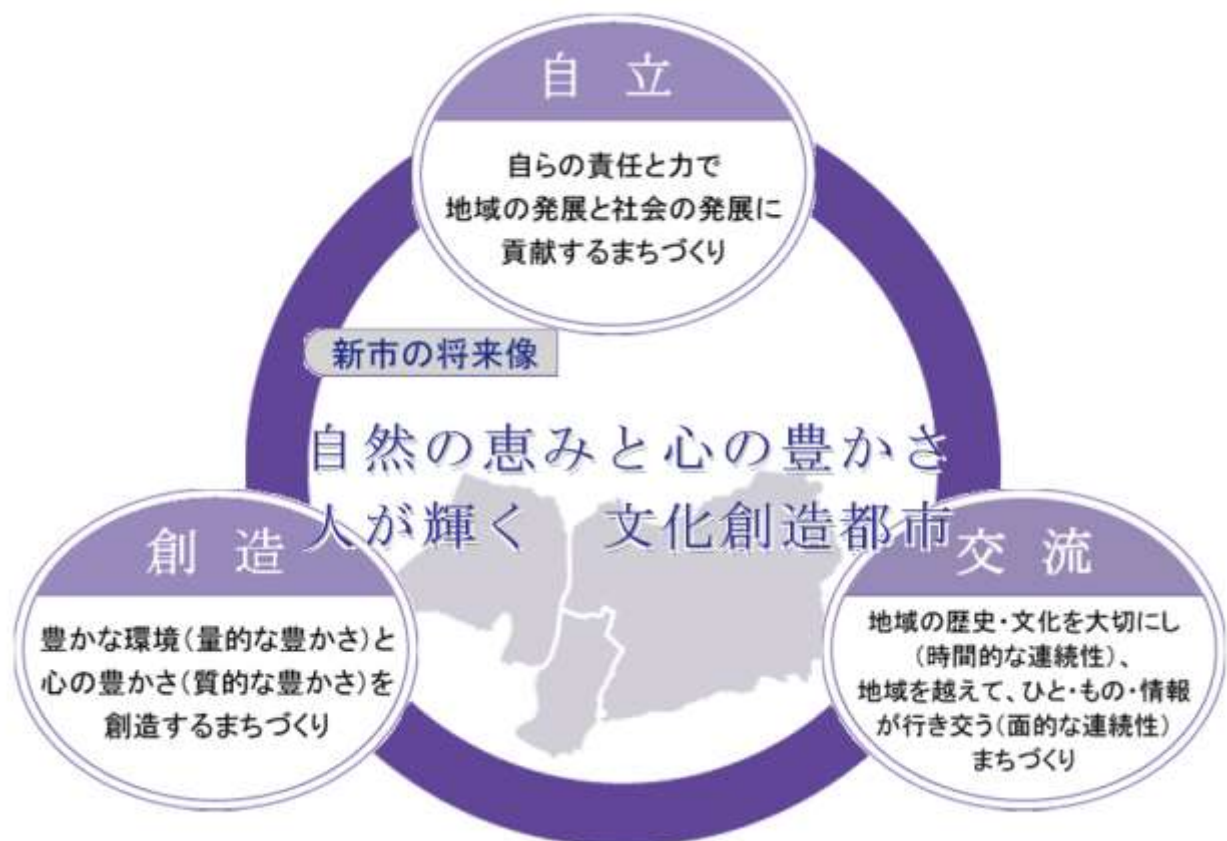 自 立
自らの責任と力で
地域の発展と社会の発展に
貢献するまちづくり
新市の将来像
自然の恵みと心の豊かさ
人が輝く　文化創造都市
創 造
豊かな環境(量的な豊かさ)と
心の豊かさ(質的な豊かさ)を
創造するまちづくり
交 流
地域の歴史・文化を大切にし
(時間的な連続性)、
地域を越えて、ひと・もの・情報
が行き交う(面的な連続性)
まちづくり